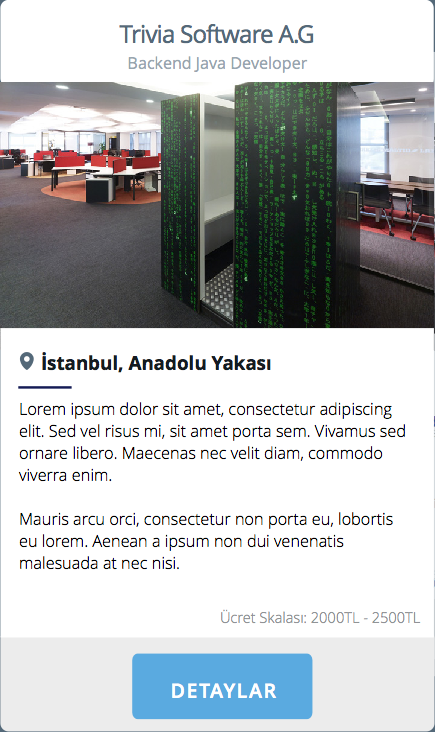 Trivia Software A.G
Backend Java Developer
İstanbul, Anadolu Yakası
Lorem ipsum dolor sit amet, consectetur adipiscing
elit. Sed vel risus mi, sit amet porta sem. Vivamus sed
ornare libero. Maecenas nec velit diam, commodo
viverra enim.
Mauris arcu orci, consectetur non porta eu, lobortis
eu lorem. Aenean a ipsum non dui venenatis
malesuada at nec nisi.
Ücret Skalası: 2000TL - 2500TL
DETAYLAR